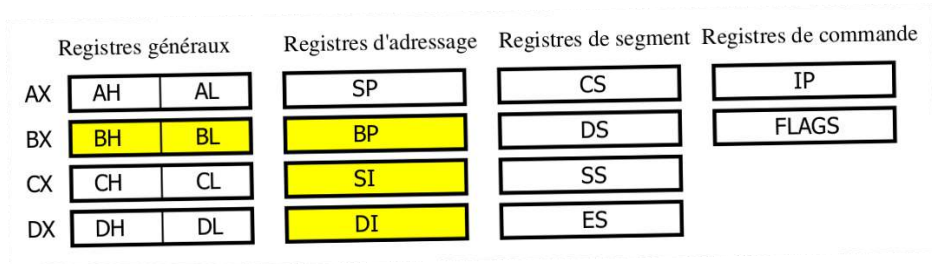 Registres généraux Registres d'adressage Registres de segment Registres de commande
AX AH AL SP CS IP
BX BH BL BP DS FLAGS
CX CH CL SI SS
DX DH DL DI ES